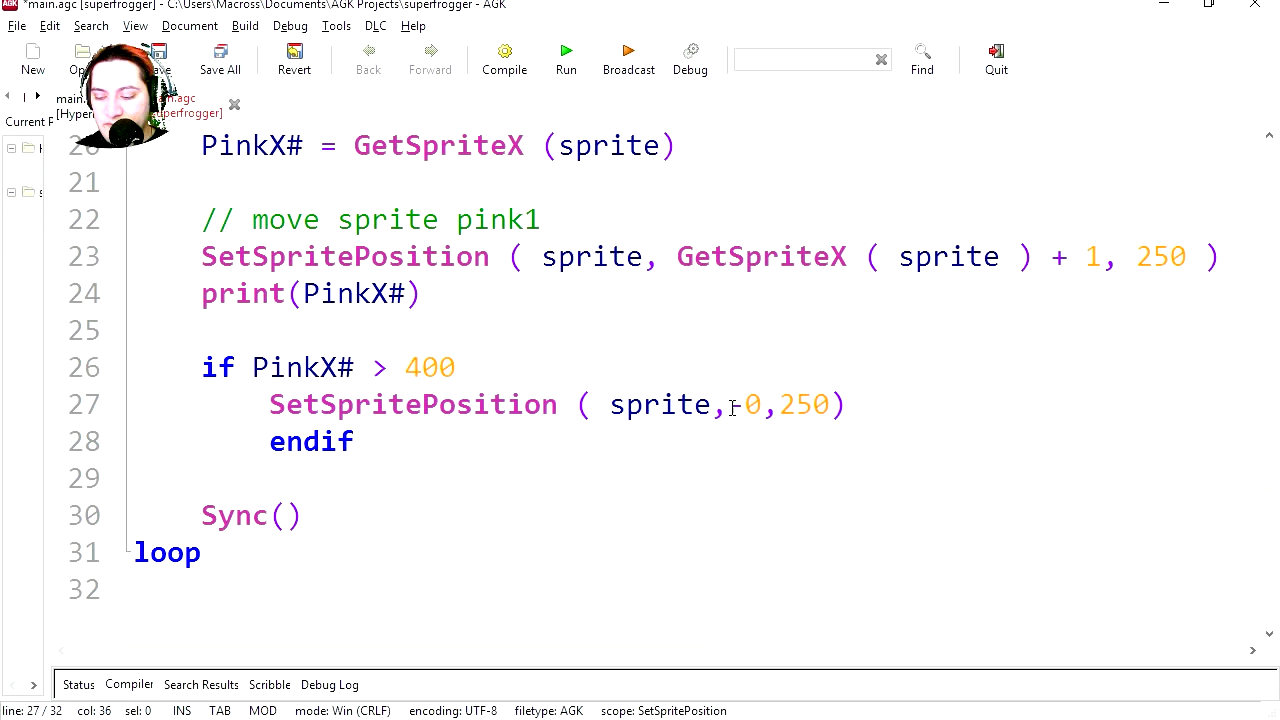 *main.agc [superfrogger] - C:\Users\Macross\Documents\AGK Projects\superfrogger - AGK
File Edit Search View Document Build Debug Tools DLC Help
New Save All Revert Back Forward Compile Run Broadcast Debug Find Quit
20 PinkX# = GetSpriteX (sprite)
21
22 // move sprite pink1
23 SetSpritePosition ( sprite, GetSpriteX ( sprite ) + 1, 250 )
24 print(PinkX#)
25
26 if PinkX# > 400
27 SetSpritePosition ( sprite,-0,250)
28 endif
29
30 Sync()
31 loop
32
Status Compiler Search Results Scribble Debug Log
line: 27 / 32 col: 36 sel: 0 INS TAB MOD mode: Win (CRLF) encoding: UTF-8 filetype: AGK scope: SetSpritePosition